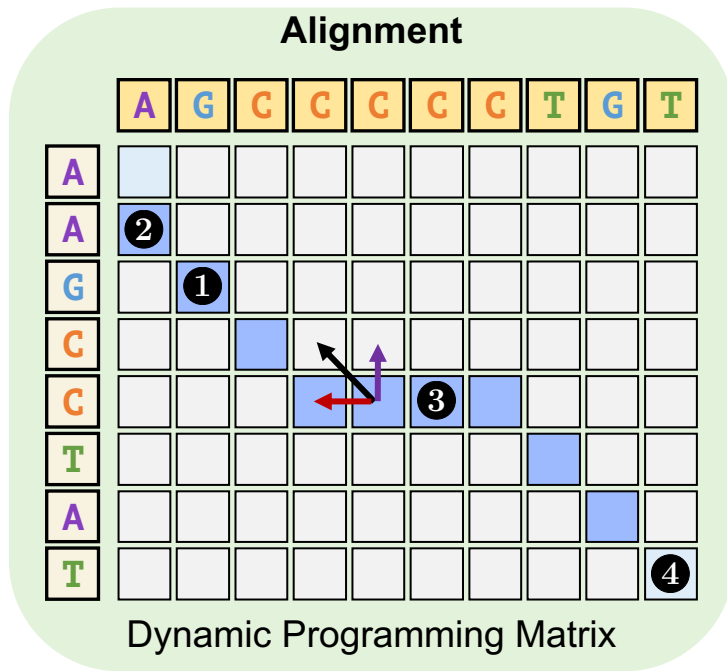 Alignment
A G C C C C C T G T
A
A 2
G 1
C
C 3
T
A
T 4
Dynamic Programming Matrix